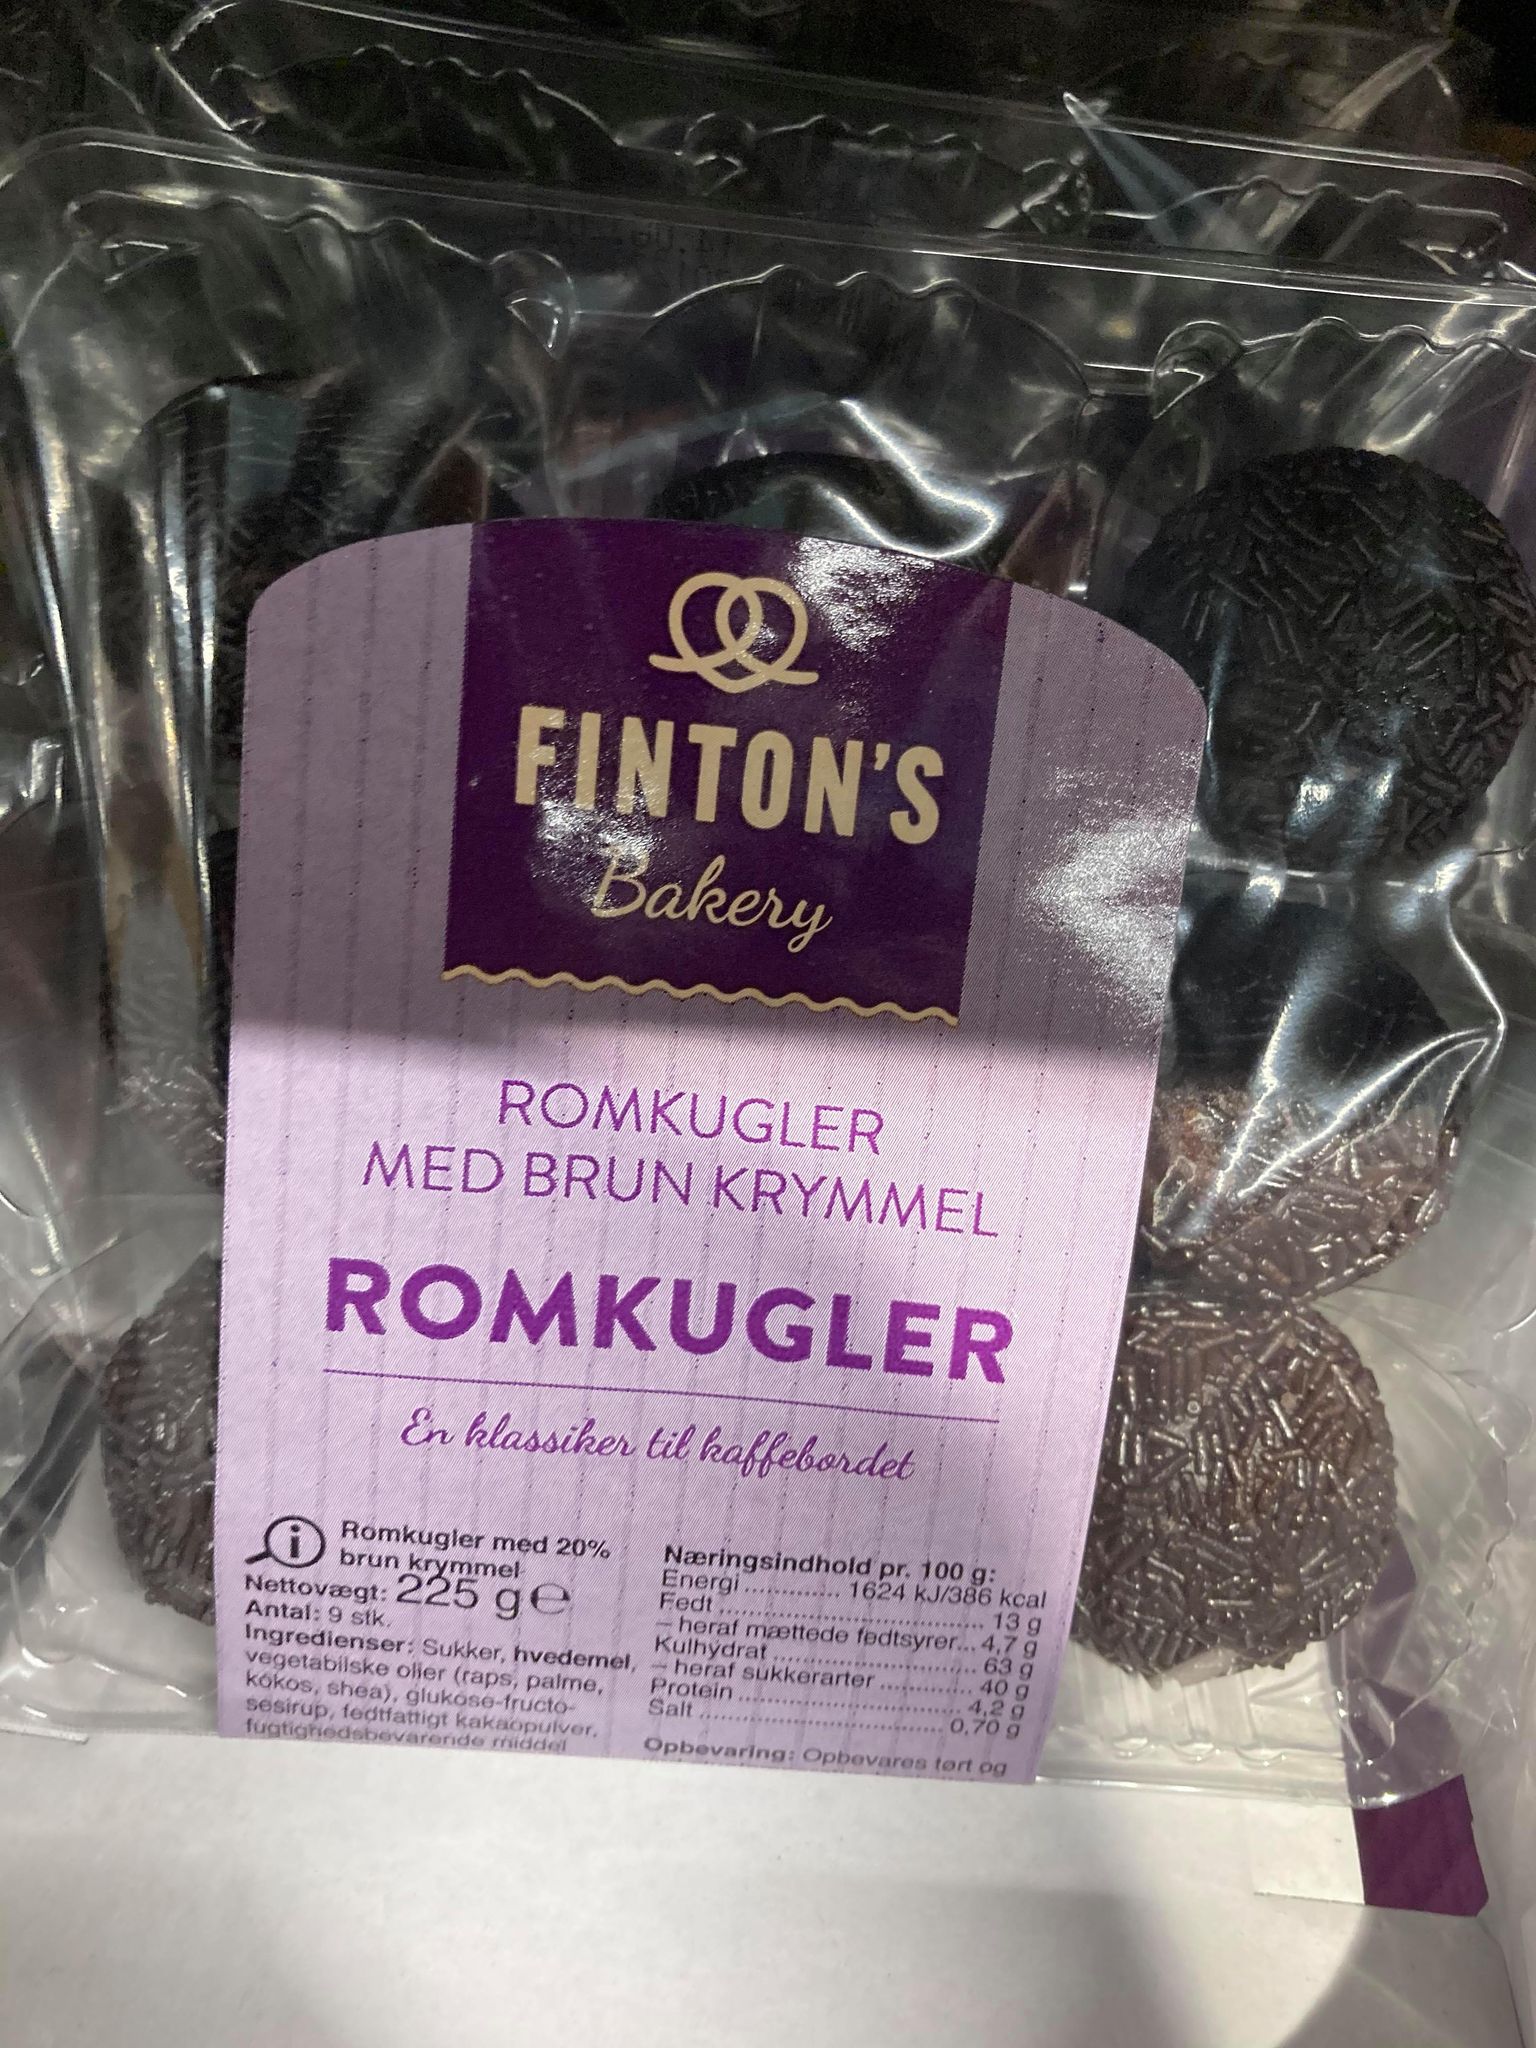 FINTON'S
Bakery
ROMKUGLER
MED BRUN KRYMMEL
ROMKUGLER
En klassiker til kaffebordet
i
Romkugler med 20%
brun krymmel
Nettovægt: 225 g e
Antal: 9 stk.
Ingredienser: Sukker, hvedemel,
vegetabilske olier (raps, palme,
kokos, shea), glukose-fructo-
sesirup, fedtfattigt kakaopulver,
fugtighedsbevarende middel
Næringsindhold pr. 100 g:
Energi ............. 1624 kJ/386 kcal
Fedt ..................................... 13 g
– heraf mættede fedtsyrer... 4,7 g
Kulhydrat ............................ 63 g
– heraf sukkerarter ............. 40 g
Protein ............................... 4,2 g
Salt ................................... 0,70 g
Opbevaring: Opbevares tørt og